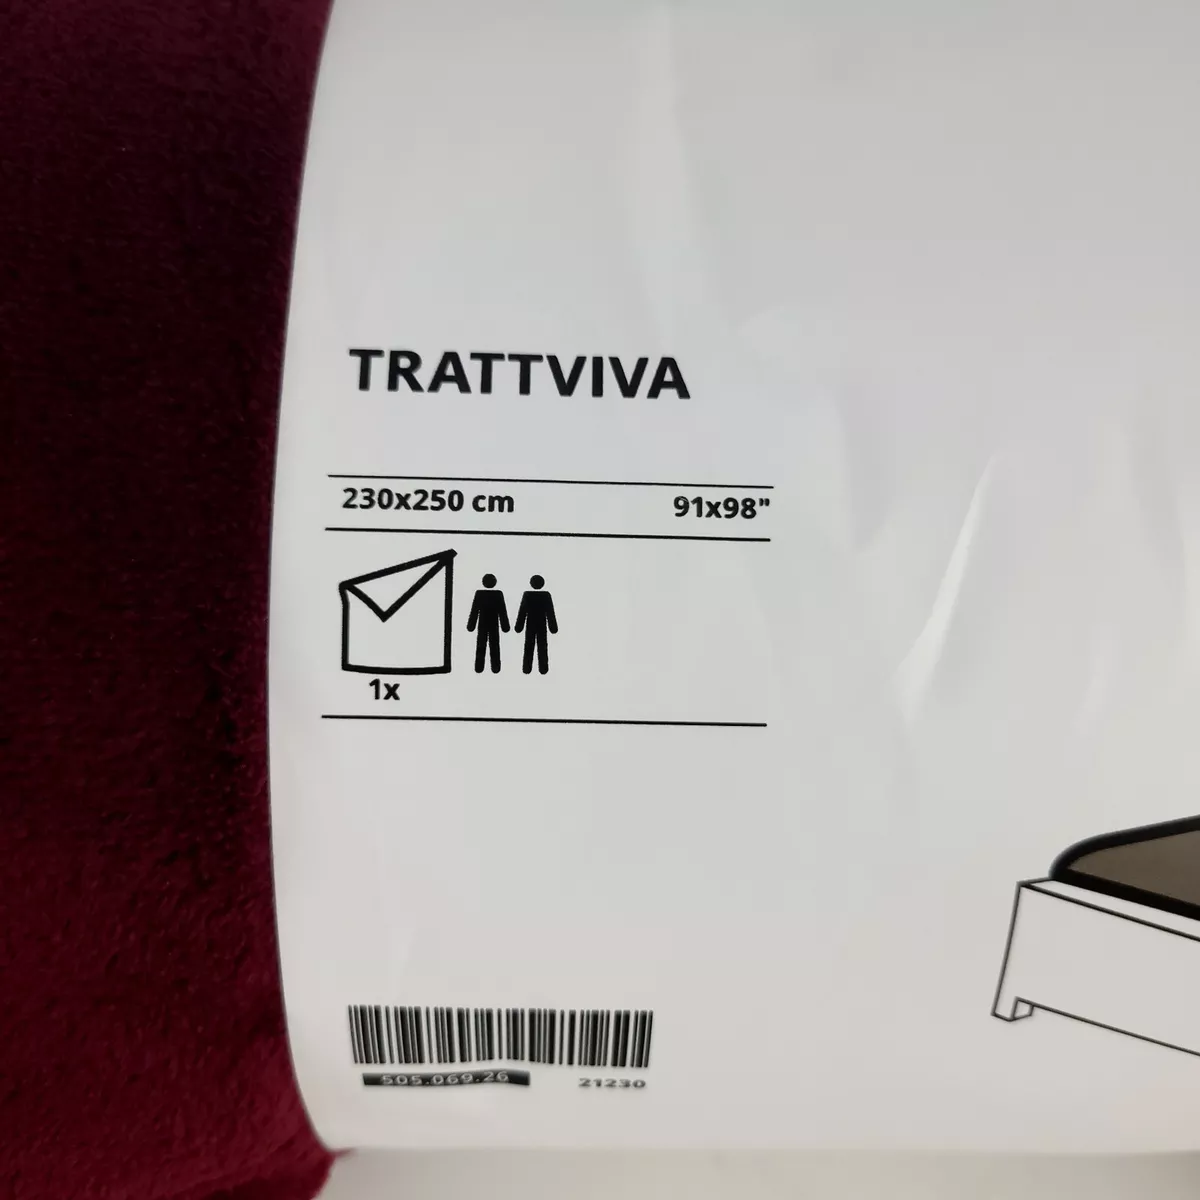 TRATTVIVA
230x250 cm 91x98"
1x
505.069.26 21230